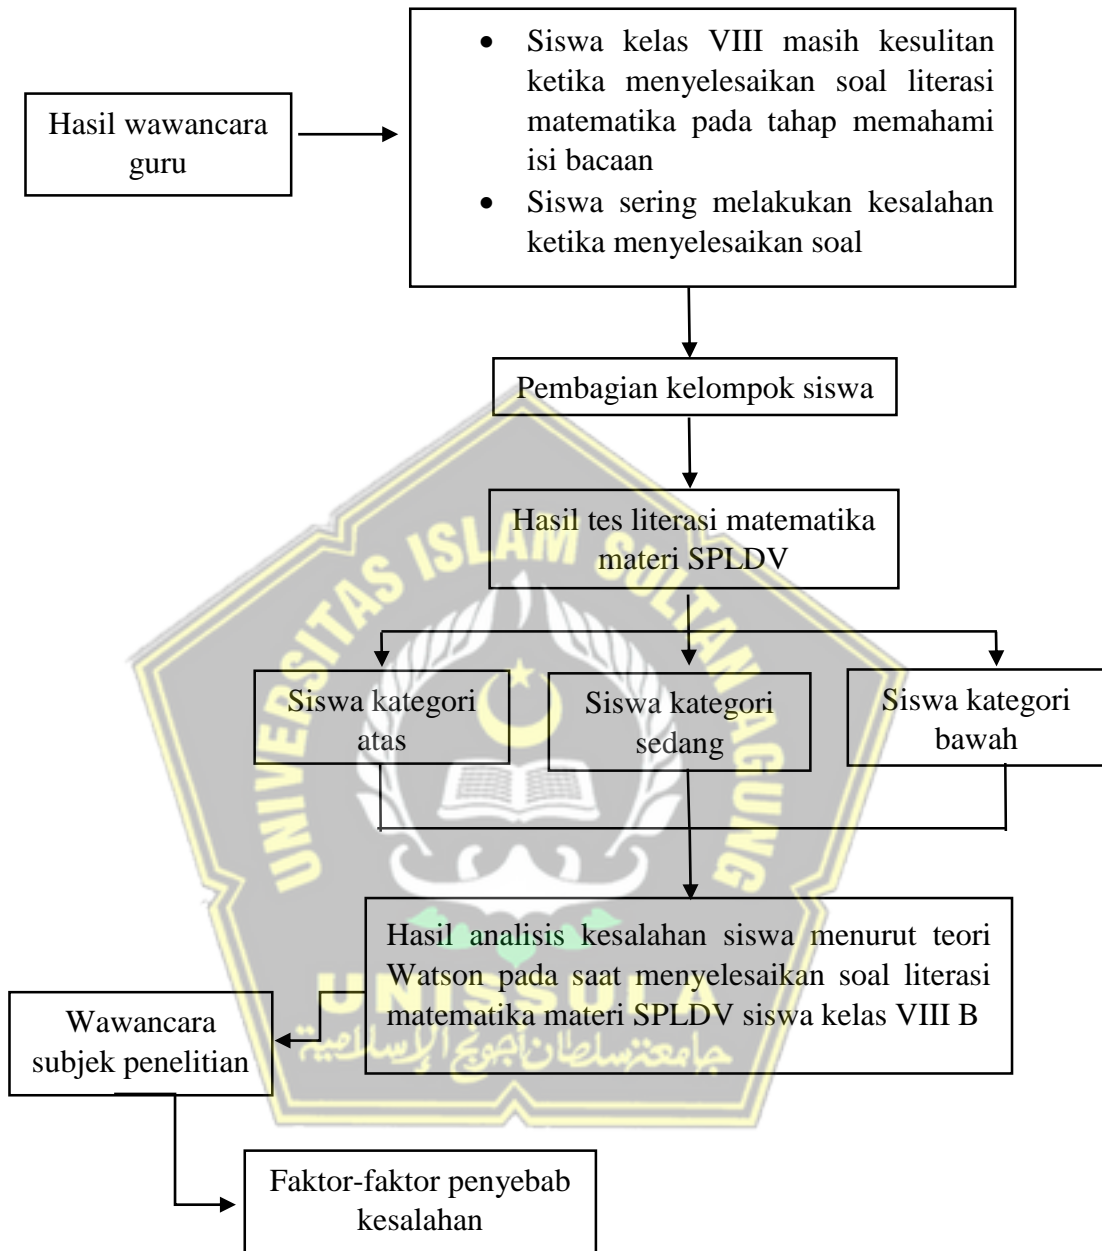 Hasil wawancara
guru
• Siswa kelas VIII masih kesulitan
ketika menyelesaikan soal literasi
matematika pada tahap memahami
isi bacaan
• Siswa sering melakukan kesalahan
ketika menyelesaikan soal
Pembagian kelompok siswa
Hasil tes literasi matematika
materi SPLDV
Siswa kategori
atas
Siswa kategori
sedang
Siswa kategori
bawah
Hasil analisis kesalahan siswa menurut teori
Watson pada saat menyelesaikan soal literasi
matematika materi SPLDV siswa kelas VIII B
Wawancara
subjek penelitian
Faktor-faktor penyebab
kesalahan
UNIVERSITAS ISLAM SULTAN AGUNG
UNISSULA
جامعتسلطان أجونج الإسلامية